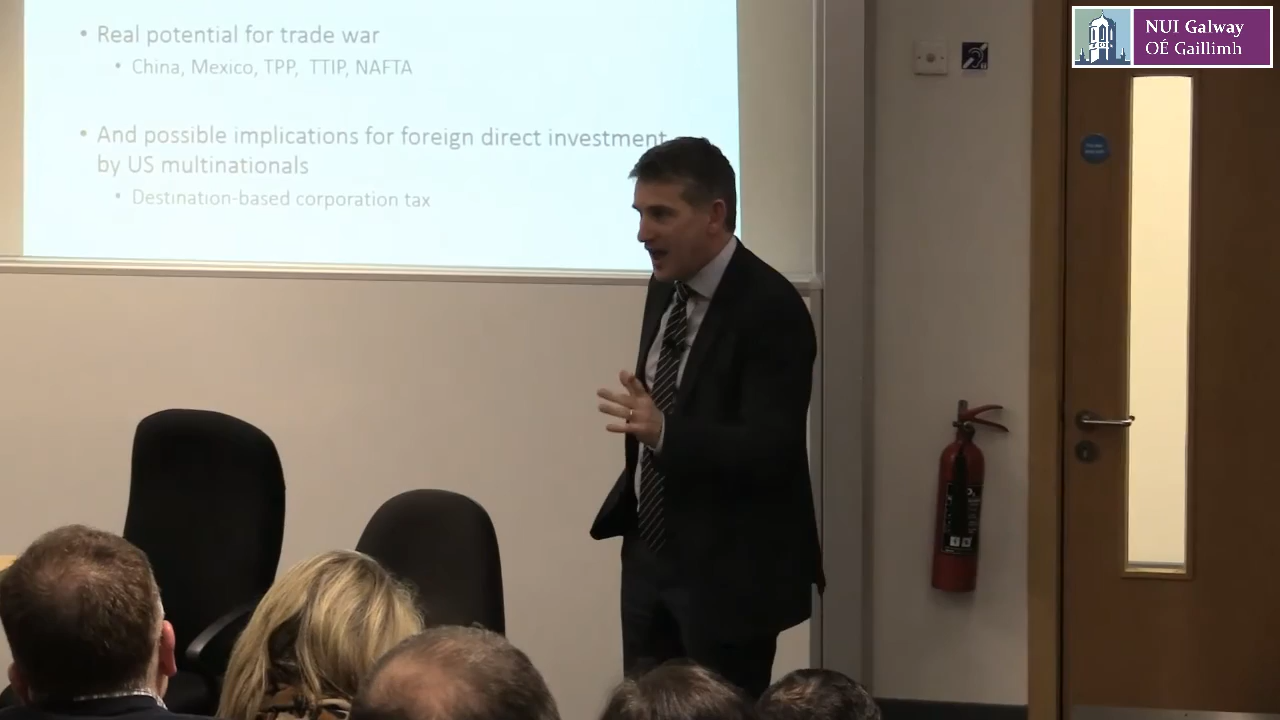 • Real potential for trade war
• China, Mexico, TPP, TTIP, NAFTA
• And possible implications for foreign direct investment
by US multinationals
• Destination-based corporation tax
NUI Galway
OÉ Gaillimh